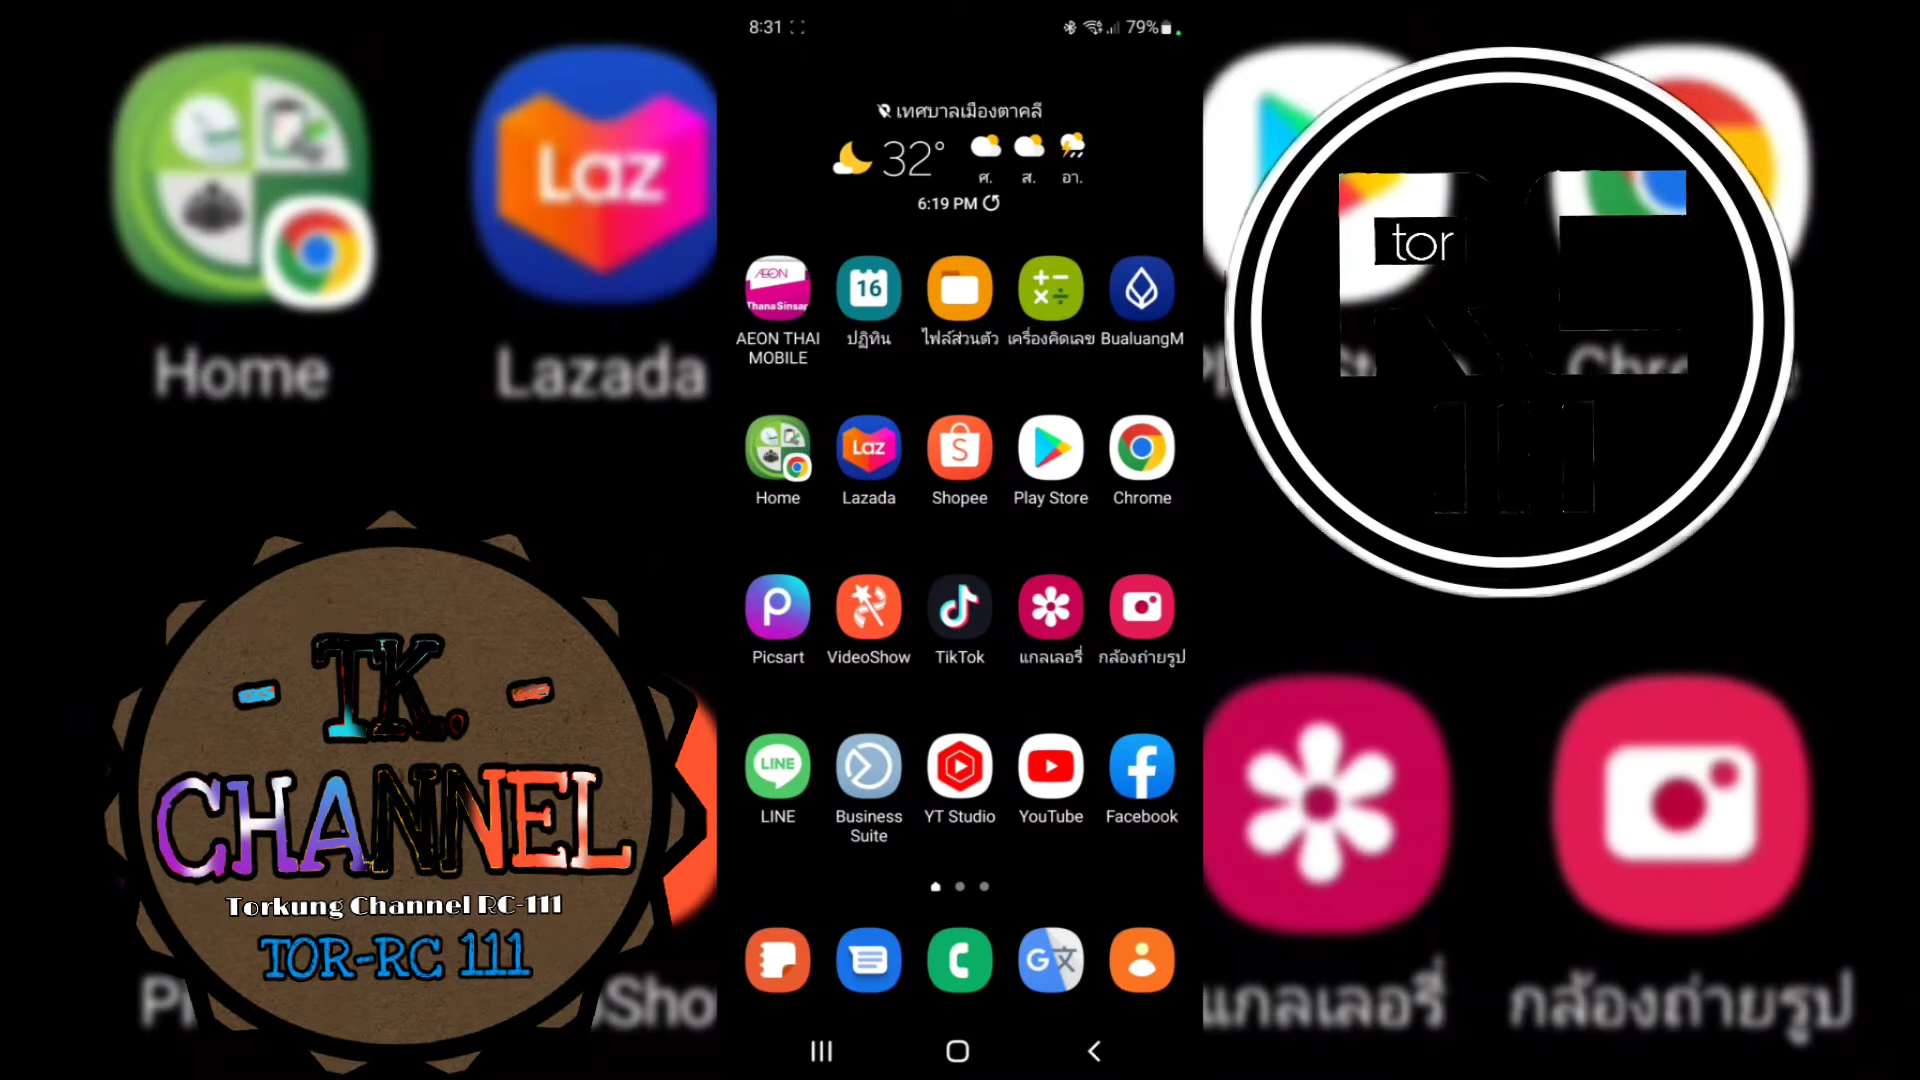 8:31
79%
เทศบาลเมืองตาคลี
32°
ศ. ส. อา.
6:19 PM
AEON
ThanaSinsap
16
AEON THAI MOBILE
ปฏิทิน
ไฟล์ส่วนตัว
เครื่องคิดเลข
BualuangM
Laz
Home
Lazada
Shopee
Play Store
Chrome
Picsart
VideoShow
TikTok
แกลเลอรี่
กล้องถ่ายรูป
LINE
LINE
Business Suite
YT Studio
YouTube
Facebook
Laz
Home
Lazada
TK.
CHANNEL
Torkung Channel RC-111
TOR-RC 111
tor
RC
111
แกลเลอรี่
กล้องถ่ายรูป